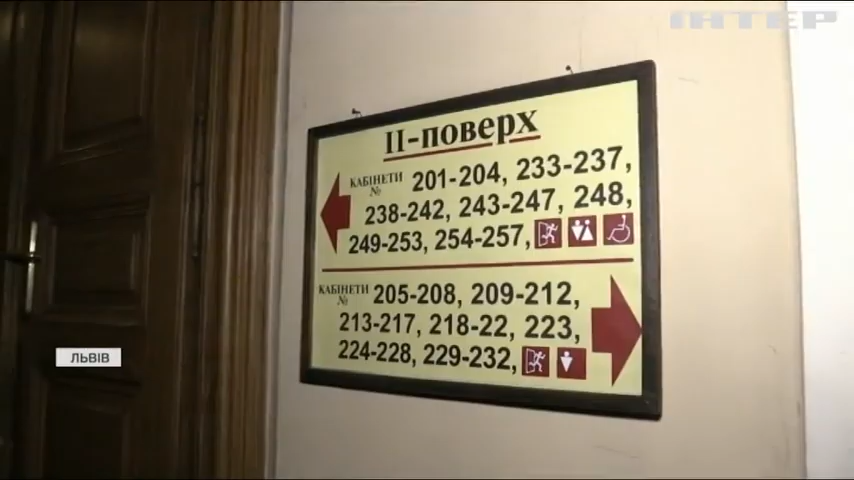 ІНТЕР
ІІ-поверх
КАБІНЕТИ № 201-204, 233-237,
238-242, 243-247, 248,
249-253, 254-257,
КАБІНЕТИ № 205-208, 209-212,
213-217, 218-22, 223,
224-228, 229-232,
ЛЬВІВ